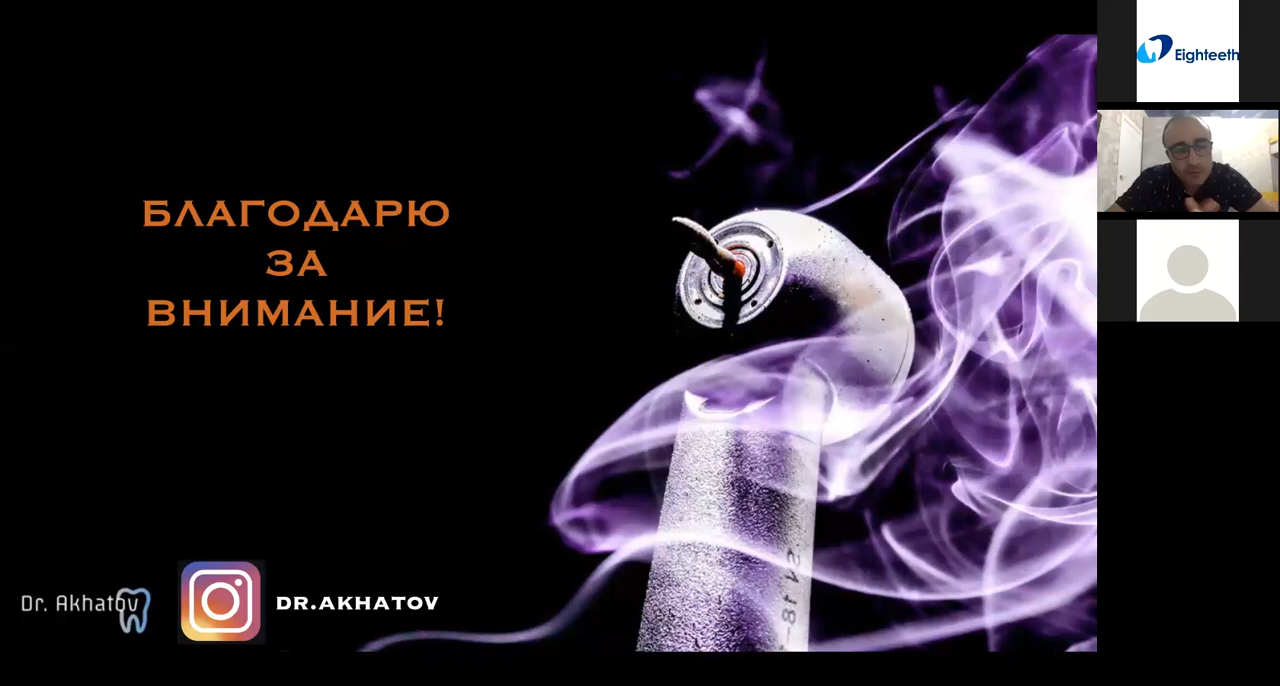 БЛАГОДАРЮ
ЗА
ВНИМАНИЕ!
Dr. Akhatov
DR.AKHATOV
Eighteeth